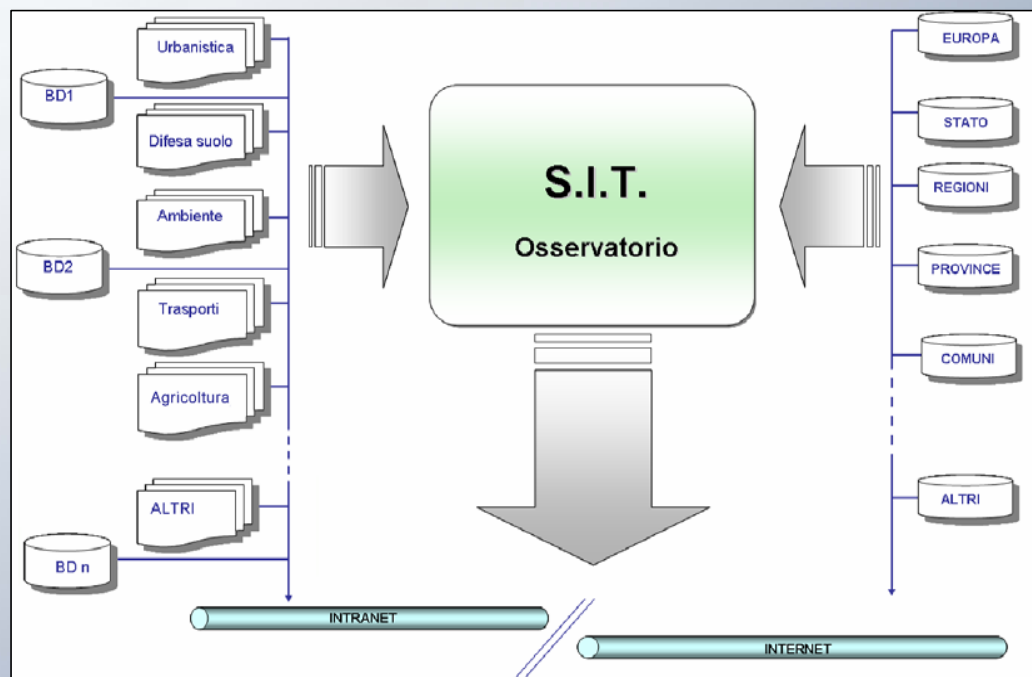 Urbanistica
BD1
Difesa suolo
Ambiente
BD2
Trasporti
Agricoltura
ALTRI
BD n
S.I.T.
Osservatorio
EUROPA
STATO
REGIONI
PROVINCE
COMUNI
ALTRI
INTRANET
INTERNET